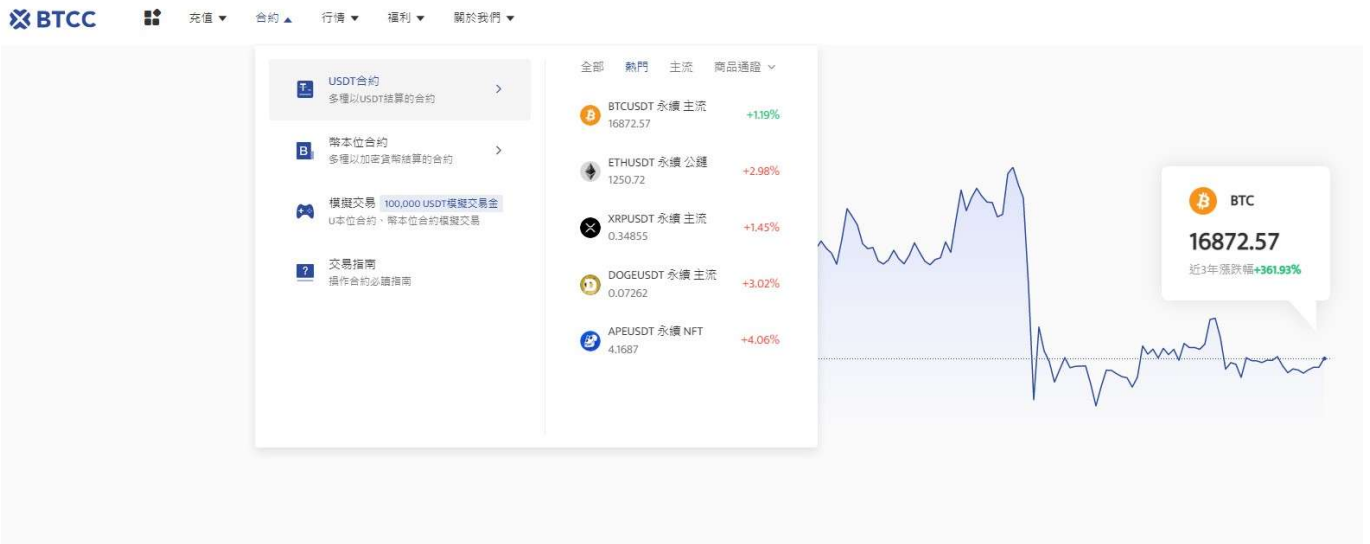 BTCC
充值 合約 行情 福利 關於我們
USDT合約
多種以USDT結算的合約
幣本位合約
多種以加密貨幣結算的合約
模擬交易 100,000 USDT模擬交易金
U本位合約、幣本位合約模擬交易
交易指南
操作合約必讀指南
全部 熱門 主流 商品通證
BTCUSDT 永續 主流
16872.57
+1.19%
ETHUSDT 永續 公鏈
1250.72
+2.98%
XRPUSDT 永續 主流
0.34855
+1.45%
DOGEUSDT 永續 主流
0.07262
+3.02%
APEUSDT 永續 NFT
4.1687
+4.06%
BTC
16872.57
近3年漲跌幅+361.93%